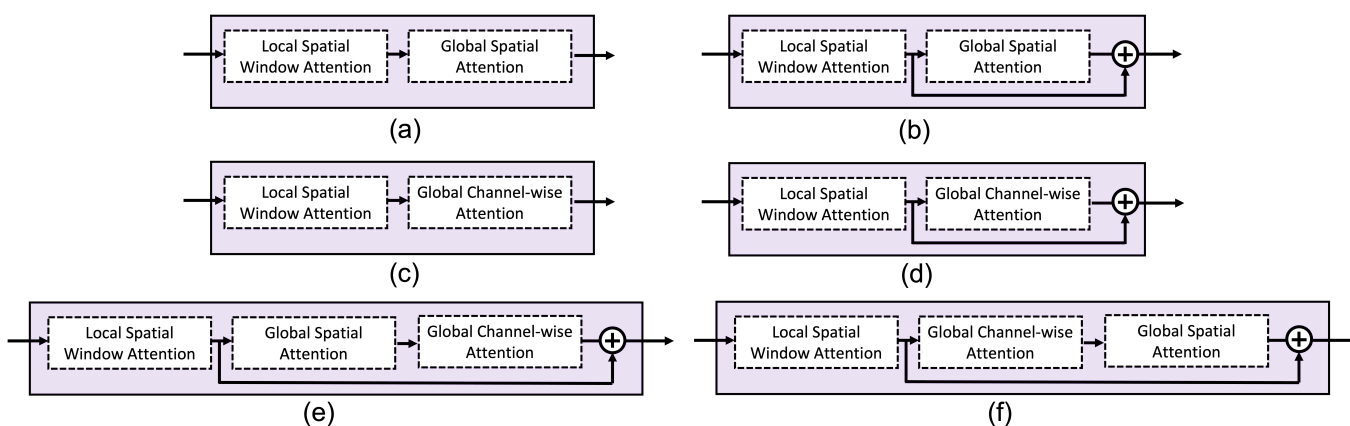 Local Spatial
Window Attention
Global Spatial
Attention
(a)
Local Spatial
Window Attention
Global Spatial
Attention
(b)
Local Spatial
Window Attention
Global Channel-wise
Attention
(c)
Local Spatial
Window Attention
Global Channel-wise
Attention
(d)
Local Spatial
Window Attention
Global Spatial
Attention
Global Channel-wise
Attention
(e)
Local Spatial
Window Attention
Global Channel-wise
Attention
Global Spatial
Attention
(f)